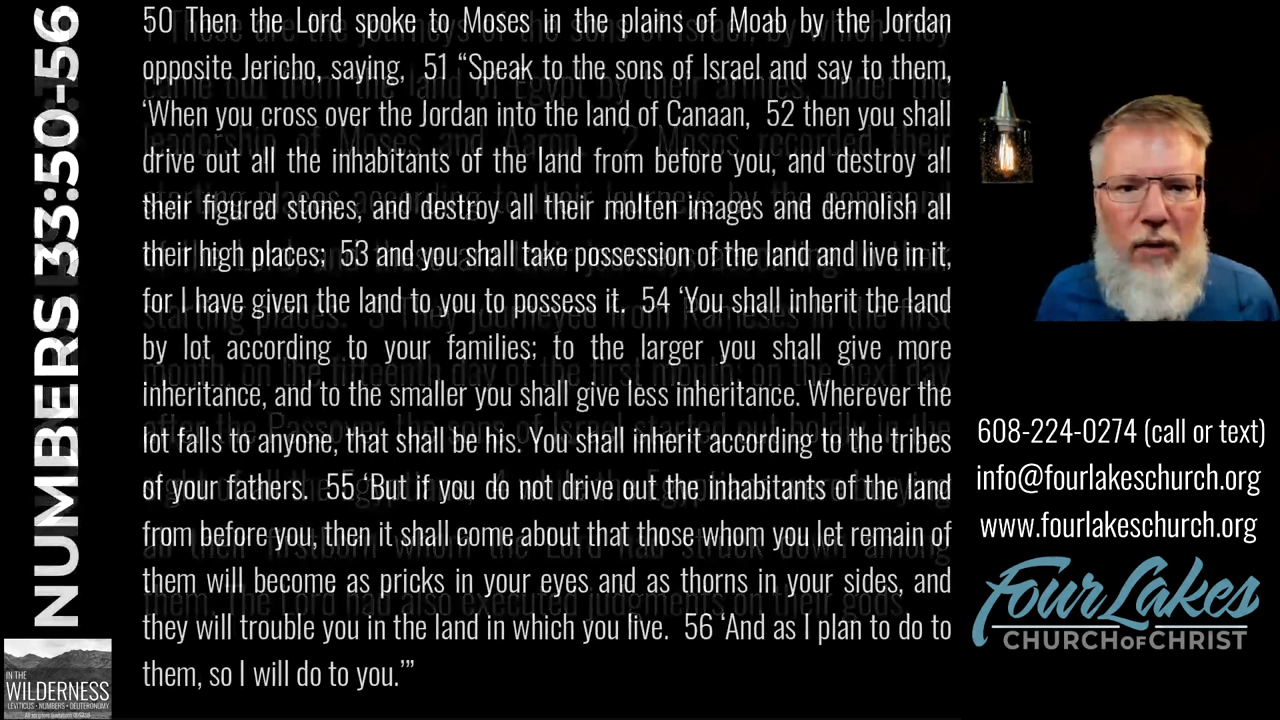 NUMBERS 33:50-56
50 Then the Lord spoke to Moses in the plains of Moab by the Jordan
opposite Jericho, saying, 51 “Speak to the sons of Israel and say to them,
‘When you cross over the Jordan into the land of Canaan, 52 then you shall
drive out all the inhabitants of the land from before you, and destroy all
their figured stones, and destroy all their molten images and demolish all
their high places; 53 and you shall take possession of the land and live in it,
for I have given the land to you to possess it. 54 ‘You shall inherit the land
by lot according to your families; to the larger you shall give more
inheritance, and to the smaller you shall give less inheritance. Wherever the
lot falls to anyone, that shall be his. You shall inherit according to the tribes
of your fathers. 55 ‘But if you do not drive out the inhabitants of the land
from before you, then it shall come about that those whom you let remain of
them will become as pricks in your eyes and as thorns in your sides, and
they will trouble you in the land in which you live. 56 ‘And as I plan to do to
them, so I will do to you.’”
608-224-0274 (call or text)
info@fourlakeschurch.org
www.fourlakeschurch.org
Four Lakes
CHURCH OF CHRIST
IN THE
WILDERNESS
LEVITICUS • NUMBERS • DEUTERONOMY